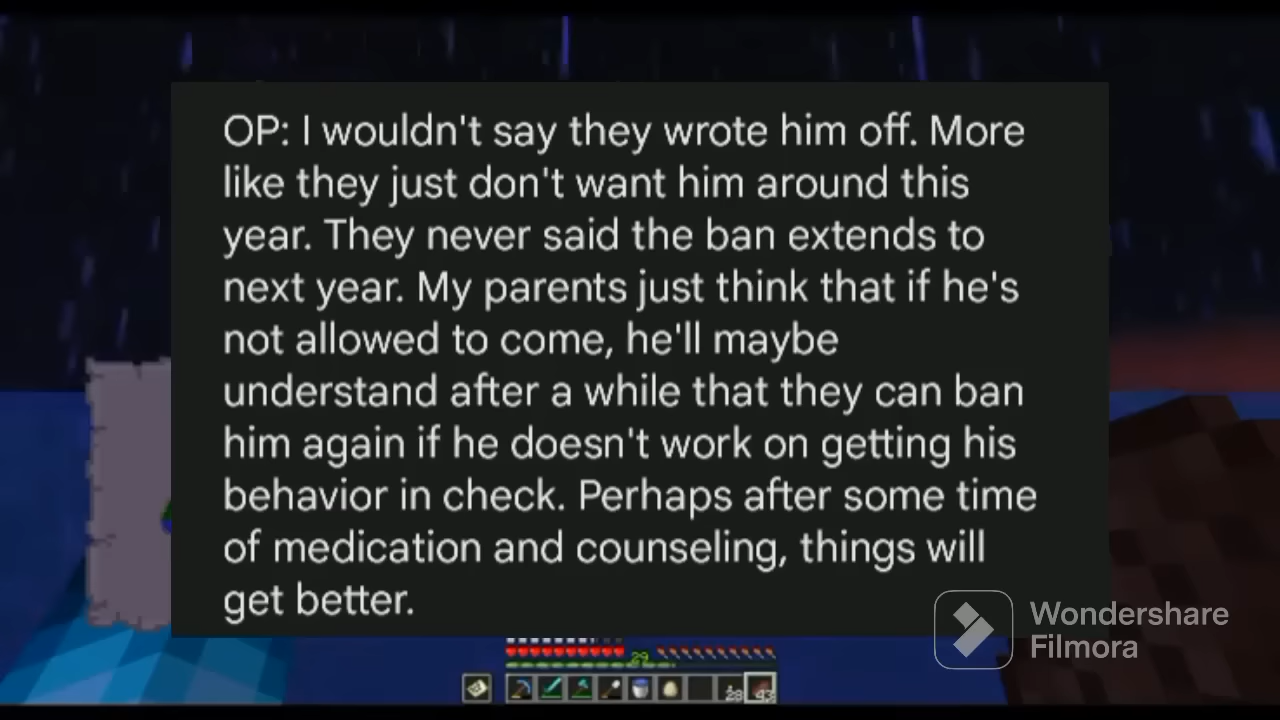 OP: I wouldn't say they wrote him off. More
like they just don't want him around this
year. They never said the ban extends to
next year. My parents just think that if he's
not allowed to come, he'll maybe
understand after a while that they can ban
him again if he doesn't work on getting his
behavior in check. Perhaps after some time
of medication and counseling, things will
get better.
Wondershare
Filmora
29
28
43